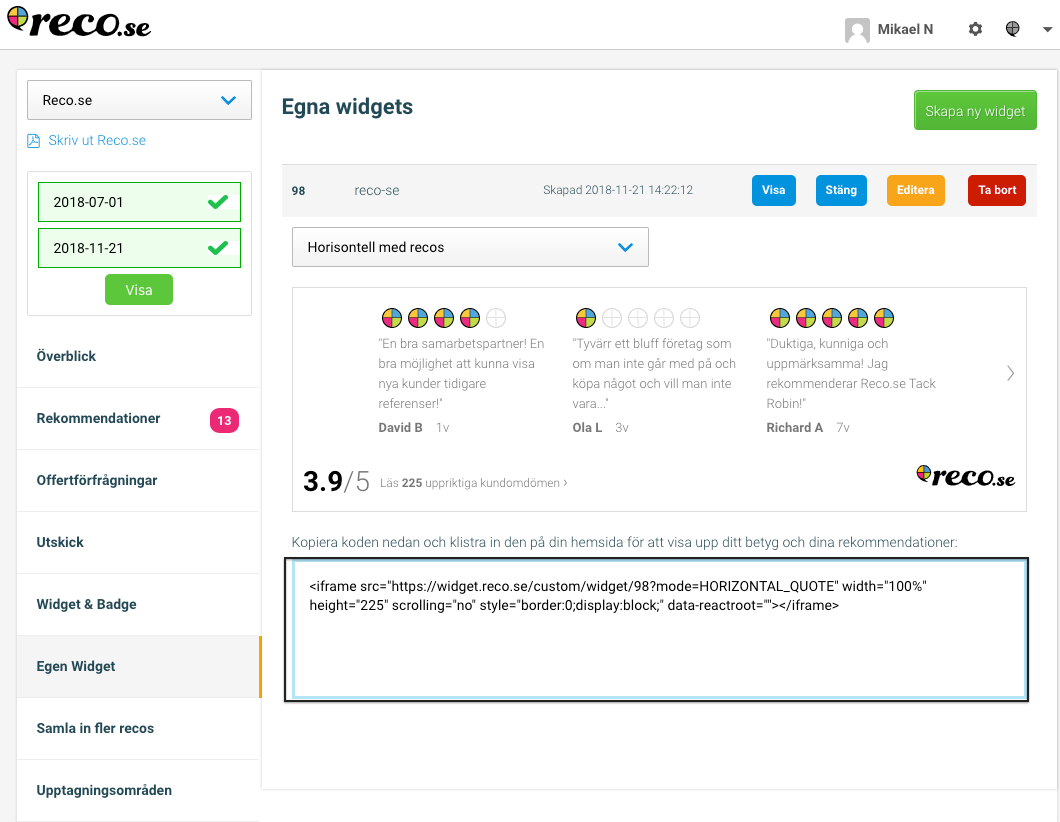 reco.se
Mikael N
Reco.se
Skriv ut Reco.se
2018-07-01
2018-11-21
Visa
Överblick
Rekommendationer 13
Offertförfrågningar
Utskick
Widget & Badge
Egen Widget
Samla in fler recos
Upptagningsområden
Egna widgets
Skapa ny widget
98 reco-se Skapad 2018-11-21 14:22:12 Visa Stäng Editera Ta bort
Horisontell med recos
"En bra samarbetspartner! En
bra möjlighet att kunna visa
nya kunder tidigare
referenser!"
David B 1v
"Tyvärr ett bluff företag som
om man inte går med på och
köpa något och vill man inte
vara..."
Ola L 3v
"Duktiga, kunniga och
uppmärksamma! Jag
rekommenderar Reco.se Tack
Robin!"
Richard A 7v
3.9/5 Läs 225 uppriktiga kundomdömen ›
reco.se
Kopiera koden nedan och klistra in den på din hemsida för att visa upp ditt betyg och dina rekommendationer:
<iframe src="https://widget.reco.se/custom/widget/98?mode=HORIZONTAL_QUOTE" width="100%"
height="225" scrolling="no" style="border:0;display:block;" data-reactroot=""></iframe>